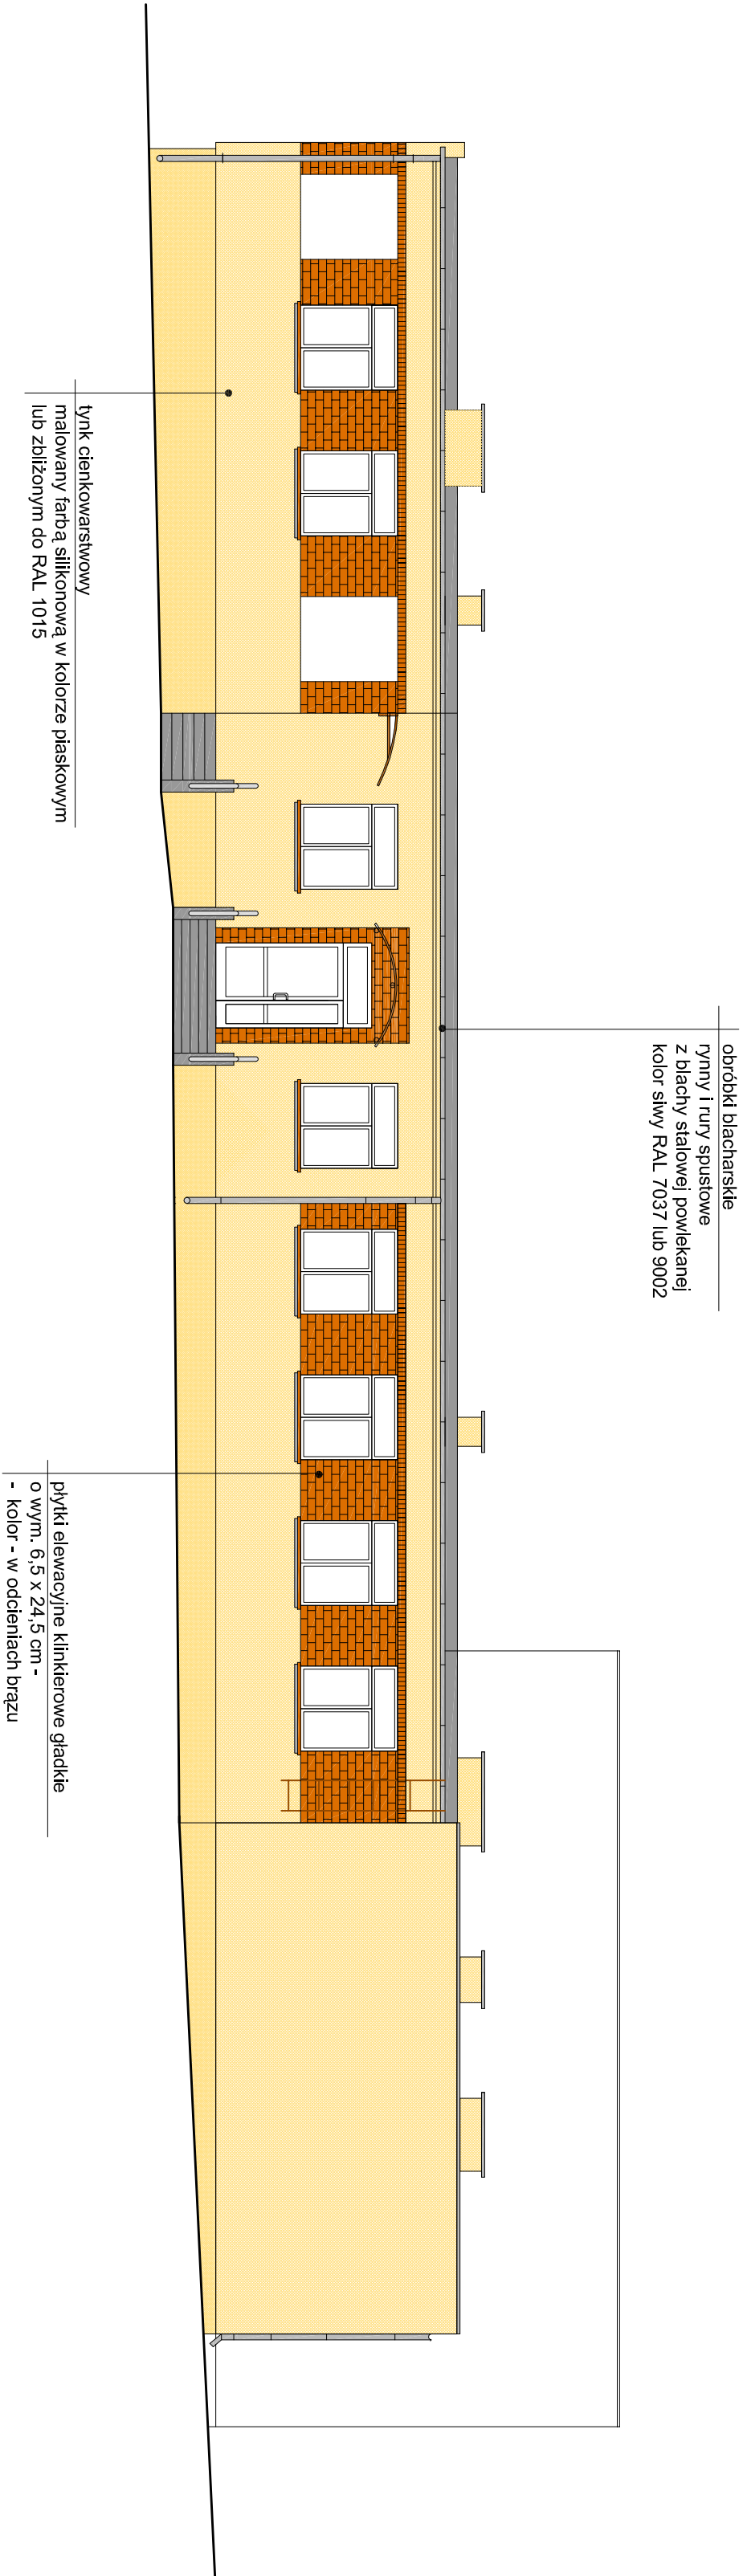 obróbki blacharskie
rynny i rury spustowe
z blachy stalowej powlekanej
kolor siwy RAL 7037 lub 9002
tynk cienkowarstwowy
malowany farbą silikonową w kolorze piaskowym
lub zbliżonym do RAL 1015
płytki elewacyjne klinkierowe gładkie
o wym. 6,5 x 24,5 cm -
- kolor - w odcieniach brązu